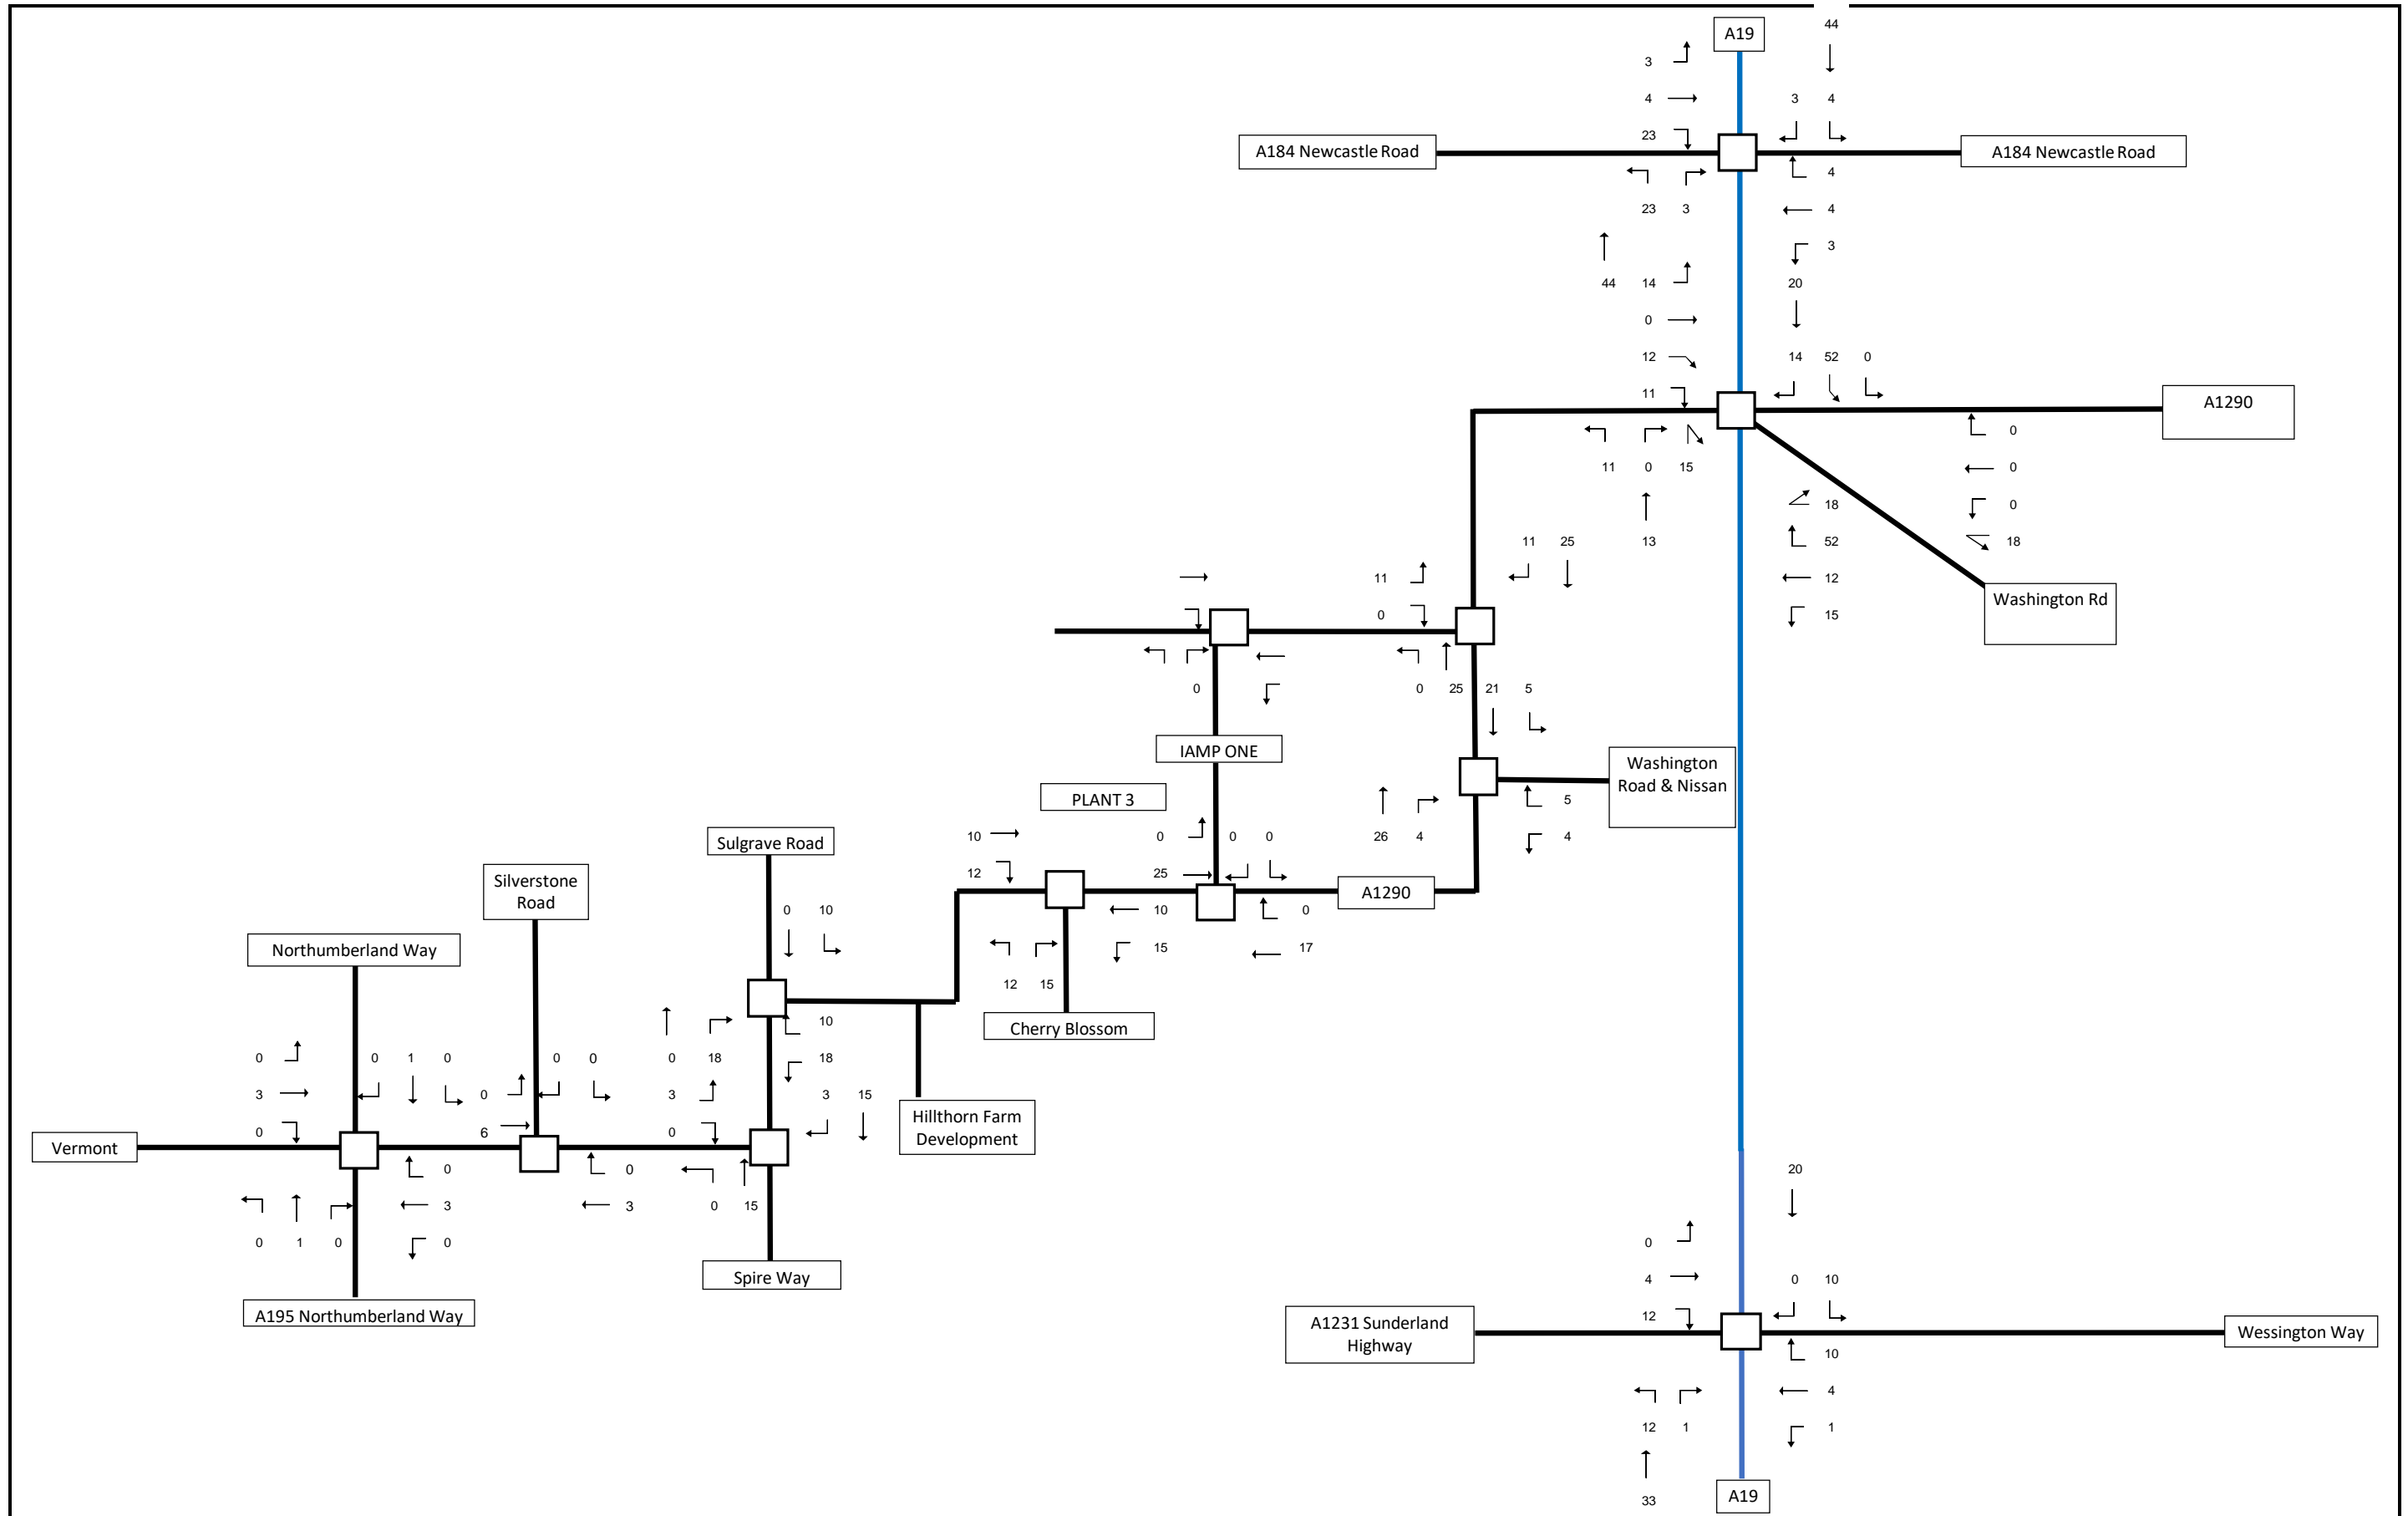 44
A19
3
4
3 4
23
A184 Newcastle Road
A184 Newcastle Road
4
23 3
4
3
44 14
20
0
12
14 52 0
11
A1290
0
11 0 15
0
18
0
13
52
18
11 25
12
11
Washington Rd
0
15
0
0 25 21 5
IAMP ONE
Washington
Road & Nissan
PLANT 3
5
10
0 0 0
26 4
4
Sulgrave Road
12
25
Silverstone
Road
A1290
0 10
10
0
Northumberland Way
15
17
12 15
10
Cherry Blossom
0
0 1 0
0 0
0 18
18
3
0
3
3 15
Hillthorn Farm
Development
0
6
0
Vermont
0
0
20
3
3
0 15
0 1 0
0
0
Spire Way
4
0 10
A195 Northumberland Way
12
A1231 Sunderland
Highway
Wessington Way
10
4
12 1
1
A19
33